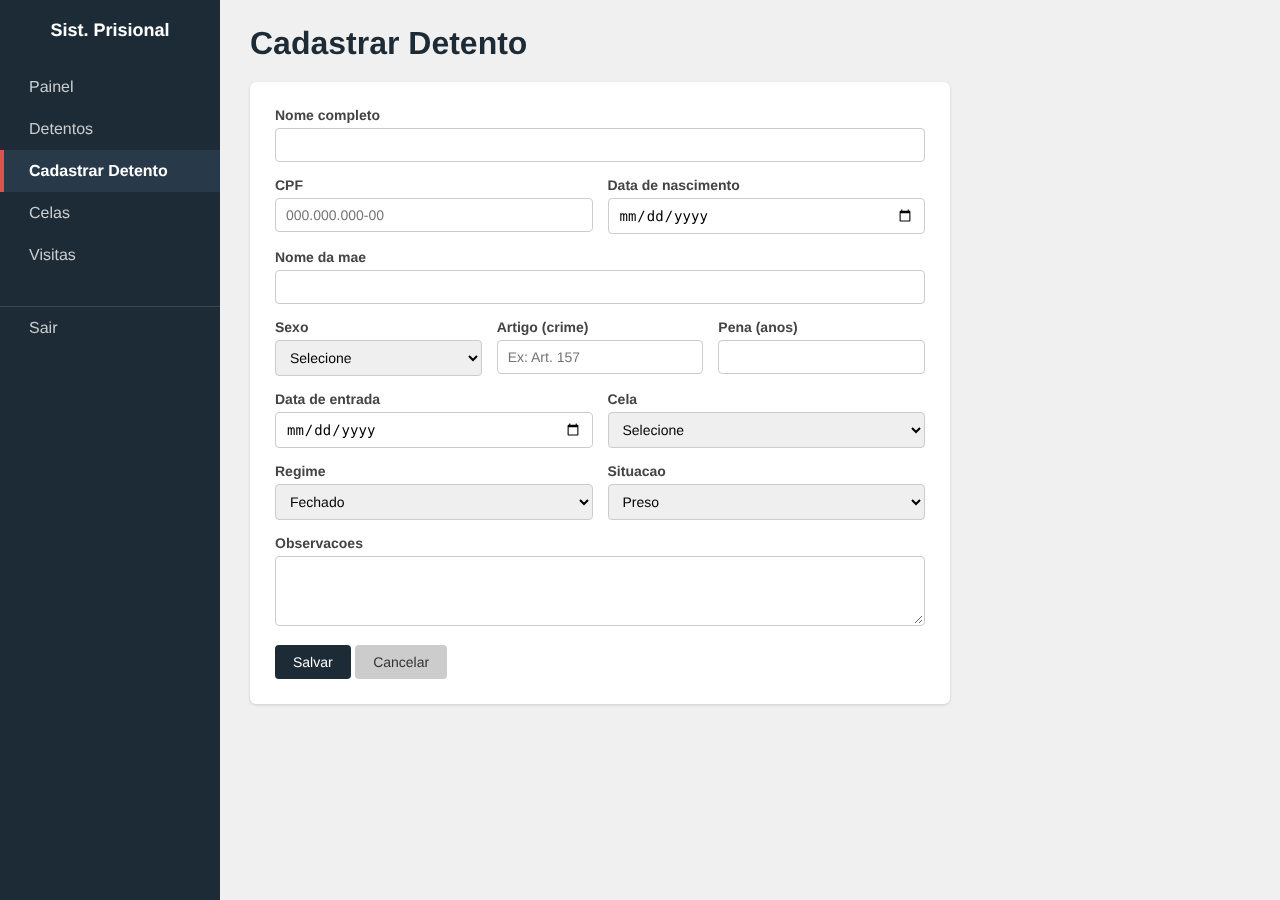 Sist. Prisional
Painel
Detentos
Cadastrar Detento
Celas
Visitas
Sair
Cadastrar Detento
Nome completo
CPF
000.000.000-00
Data de nascimento
mm/dd/yyyy
Nome da mae
Sexo
Selecione
Artigo (crime)
Ex: Art. 157
Pena (anos)
Data de entrada
mm/dd/yyyy
Cela
Selecione
Regime
Fechado
Situacao
Preso
Observacoes
Salvar
Cancelar